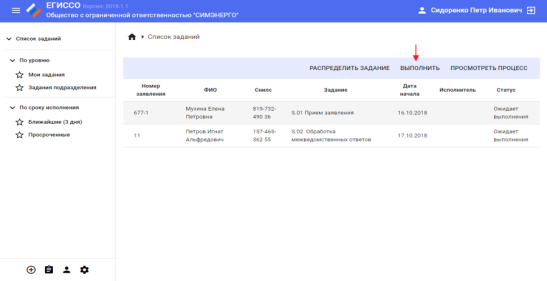 ЕГИССО Версия: 2018.1.1
Общество с ограниченной ответственностью "СИМЭНЕРГО"
Сидоренко Петр Иванович
Список заданий
По уровню
Мои задания
Задания подразделения
По сроку исполнения
Ближайшие (3 дня)
Просроченные
Список заданий
РАСПРЕДЕЛИТЬ ЗАДАНИЕ ВЫПОЛНИТЬ ПРОСМОТРЕТЬ ПРОЦЕСС
Номер заявления ФИО Снилс Задание Дата начала Исполнитель Статус
677-1 Мухина Елена Петровна 819-732-490 36 S.01 Прием заявления 16.10.2018 Ожидает выполнения
11 Петров Игнат Альфредович 157-465-362 55 S.02 Обработка межведомственных ответов 17.10.2018 Ожидает выполнения